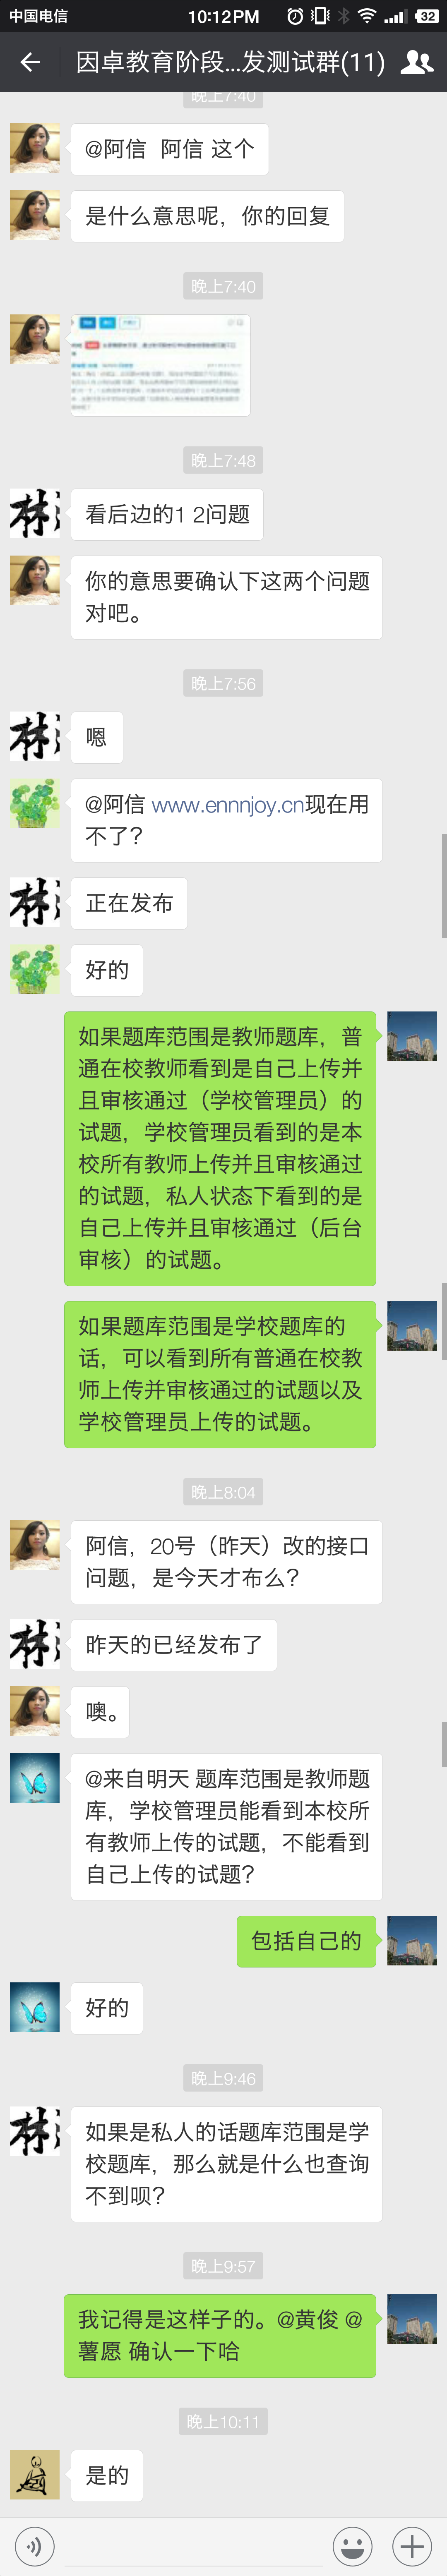 中国电信
10:12PM
32
因卓教育阶段...发测试群(11)
晚上7:40
@阿信 阿信 这个
是什么意思呢，你的回复
晚上7:40
晚上7:48
看后边的1 2问题
你的意思要确认下这两个问题
对吧。
晚上7:56
嗯
@阿信 www.ennnjoy.cn现在用
不了？
正在发布
好的
如果题库范围是教师题库，普
通在校教师看到是自己上传并
且审核通过（学校管理员）的
试题，学校管理员看到的是本
校所有教师上传并且审核通过
的试题，私人状态下看到的是
自己上传并且审核通过（后台
审核）的试题。
如果题库范围是学校题库的
话，可以看到所有普通在校教
师上传并审核通过的试题以及
学校管理员上传的试题。
晚上8:04
阿信，20号（昨天）改的接口
问题，是今天才布么？
昨天的已经发布了
噢。
@来自明天 题库范围是教师题
库，学校管理员能看到本校所
有教师上传的试题，不能看到
自己上传的试题？
包括自己的
好的
晚上9:46
如果是私人的话题库范围是学
校题库，那么就是什么也查询
不到呗？
晚上9:57
我记得是这样子的。@黄俊 @
薯愿 确认一下哈
晚上10:11
是的